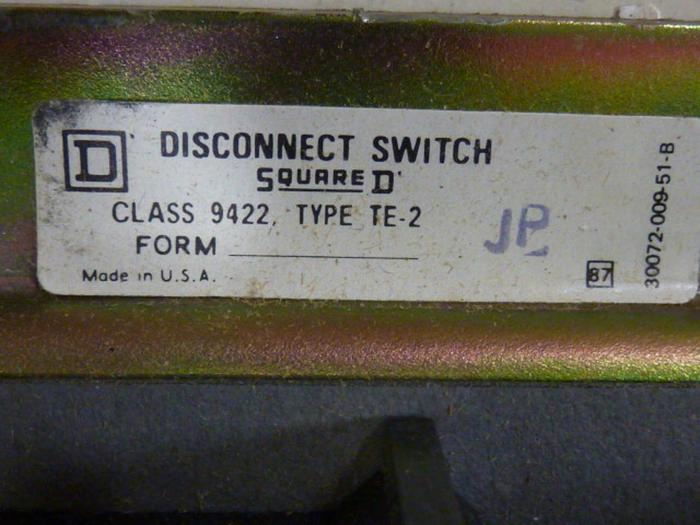 D DISCONNECT SWITCH
SQUARE D
CLASS 9422 TYPE TE-2
FORM
Made in U.S.A.
JP
87
30072-009-51-B